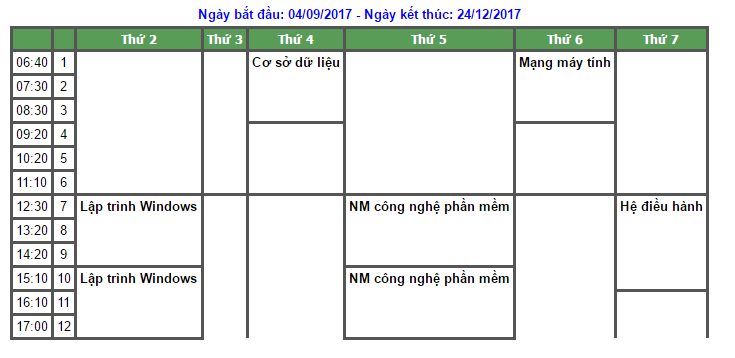 Ngày bắt đầu: 04/09/2017 - Ngày kết thúc: 24/12/2017
Thứ 2 Thứ 3 Thứ 4 Thứ 5 Thứ 6 Thứ 7
06:40 1 Cơ sở dữ liệu Mạng máy tính
07:30 2
08:30 3
09:20 4
10:20 5
11:10 6
12:30 7 Lập trình Windows NM công nghệ phần mềm Hệ điều hành
13:20 8
14:20 9
15:10 10 Lập trình Windows NM công nghệ phần mềm
16:10 11
17:00 12